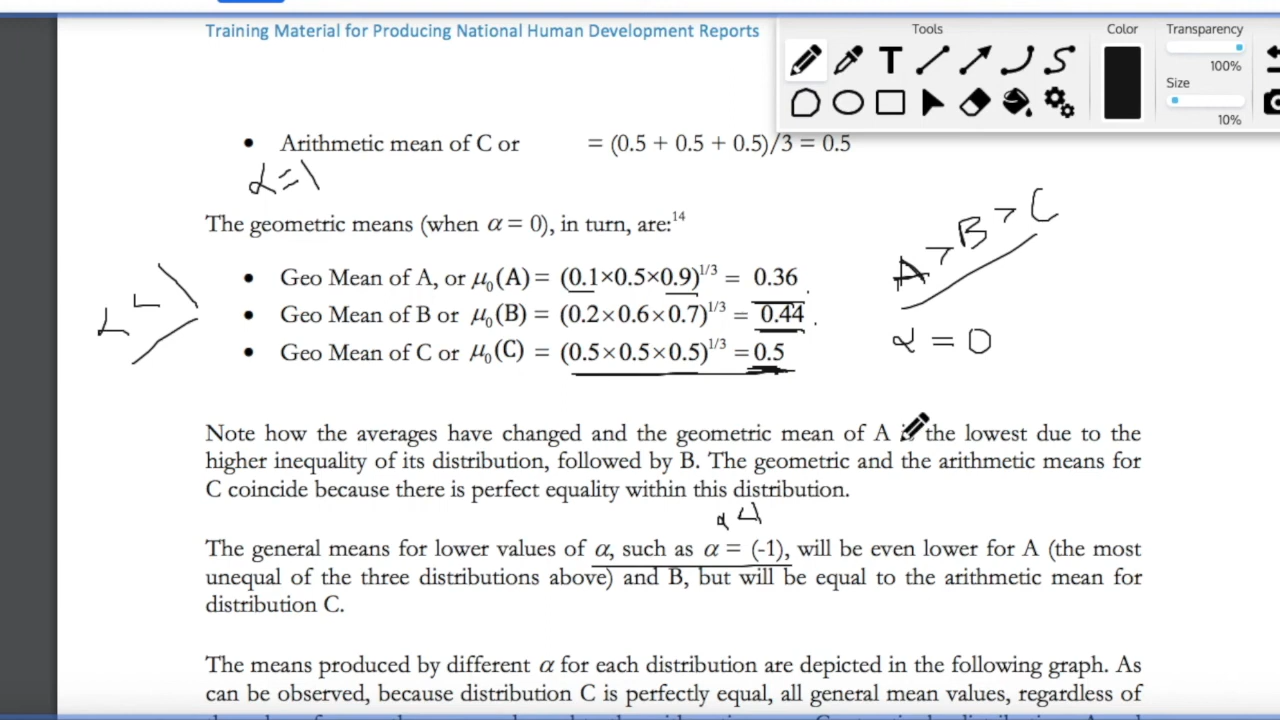 Training Material for Producing National Human Development Reports
Tools
Color
Transparency
100%
Size
10%
• Arithmetic mean of C or = (0.5 + 0.5 + 0.5)/3 = 0.5
α=1
The geometric means (when α = 0), in turn, are:¹⁴
A > B > C
• Geo Mean of A, or μ₀(A) = (0.1×0.5×0.9)^1/3 = 0.36
• Geo Mean of B or μ₀(B) = (0.2×0.6×0.7)^1/3 = 0.44
• Geo Mean of C or μ₀(C) = (0.5×0.5×0.5)^1/3 = 0.5
α = 0
Note how the averages have changed and the geometric mean of A is the lowest due to the
higher inequality of its distribution, followed by B. The geometric and the arithmetic means for
C coincide because there is perfect equality within this distribution.
The general means for lower values of α, such as α = (-1), will be even lower for A (the most
unequal of the three distributions above) and B, but will be equal to the arithmetic mean for
distribution C.
The means produced by different α for each distribution are depicted in the following graph. As
can be observed, because distribution C is perfectly equal, all general mean values, regardless of